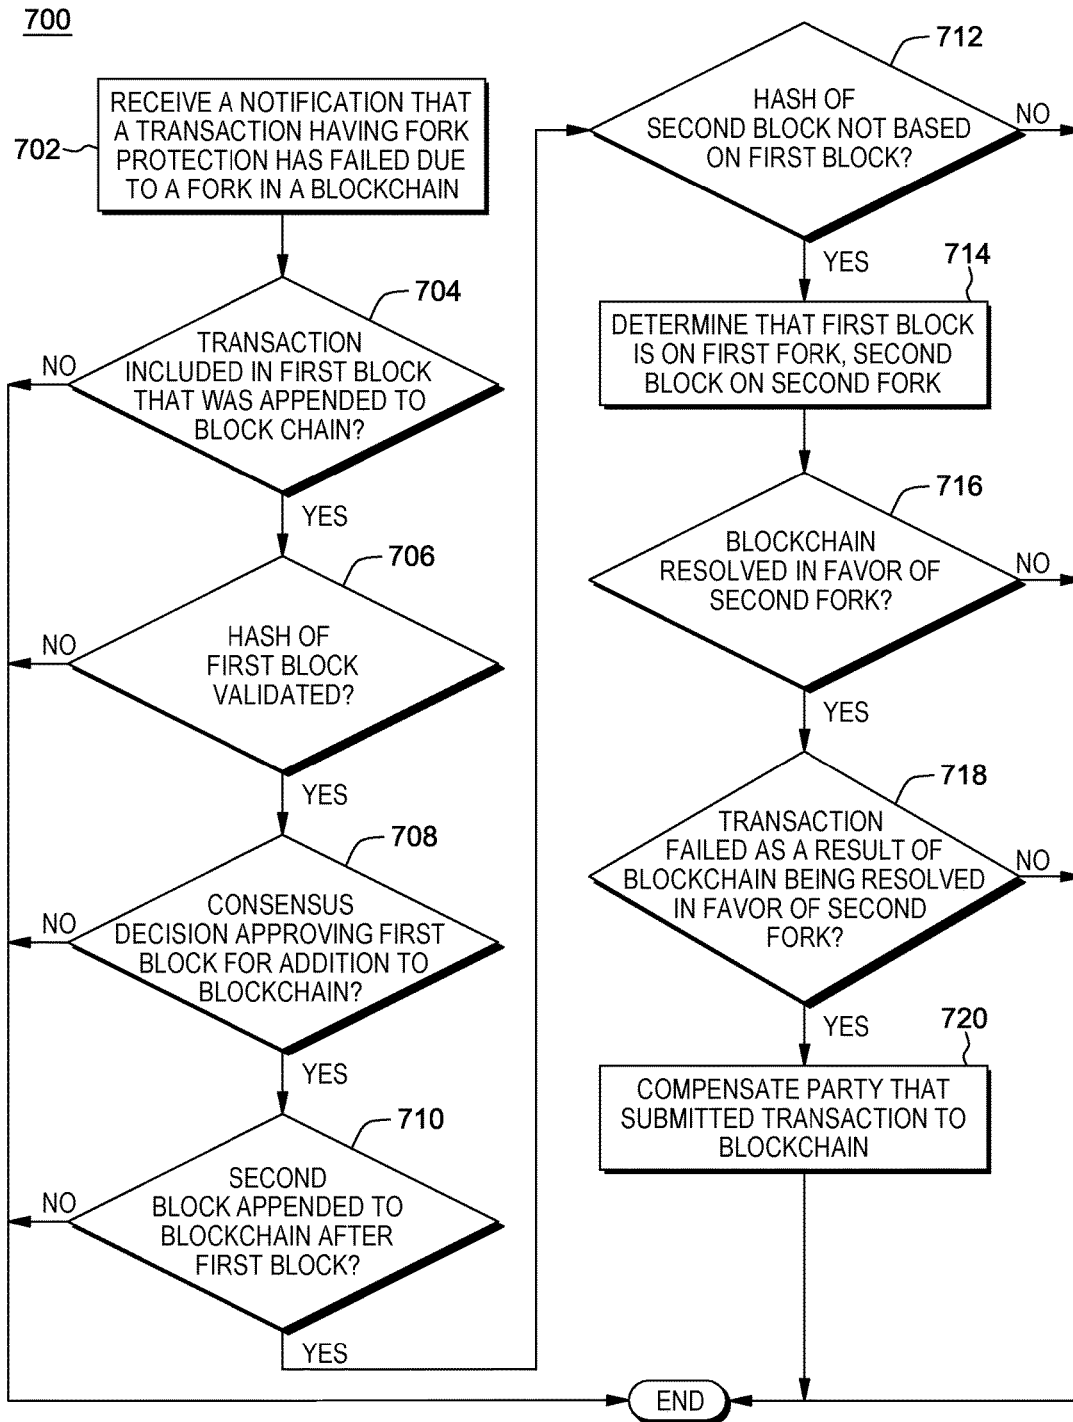 700
702
RECEIVE A NOTIFICATION THAT
A TRANSACTION HAVING FORK
PROTECTION HAS FAILED DUE
TO A FORK IN A BLOCKCHAIN
704
TRANSACTION
INCLUDED IN FIRST BLOCK
THAT WAS APPENDED TO
BLOCK CHAIN?
NO
YES
706
HASH OF
FIRST BLOCK
VALIDATED?
NO
YES
708
CONSENSUS
DECISION APPROVING FIRST
BLOCK FOR ADDITION TO
BLOCKCHAIN?
NO
YES
710
SECOND
BLOCK APPENDED TO
BLOCKCHAIN AFTER
FIRST BLOCK?
NO
YES
712
HASH OF
SECOND BLOCK NOT BASED
ON FIRST BLOCK?
NO
YES
714
DETERMINE THAT FIRST BLOCK
IS ON FIRST FORK, SECOND
BLOCK ON SECOND FORK
716
BLOCKCHAIN
RESOLVED IN FAVOR OF
SECOND FORK?
NO
YES
718
TRANSACTION
FAILED AS A RESULT OF
BLOCKCHAIN BEING RESOLVED
IN FAVOR OF SECOND
FORK?
NO
YES
720
COMPENSATE PARTY THAT
SUBMITTED TRANSACTION TO
BLOCKCHAIN
END